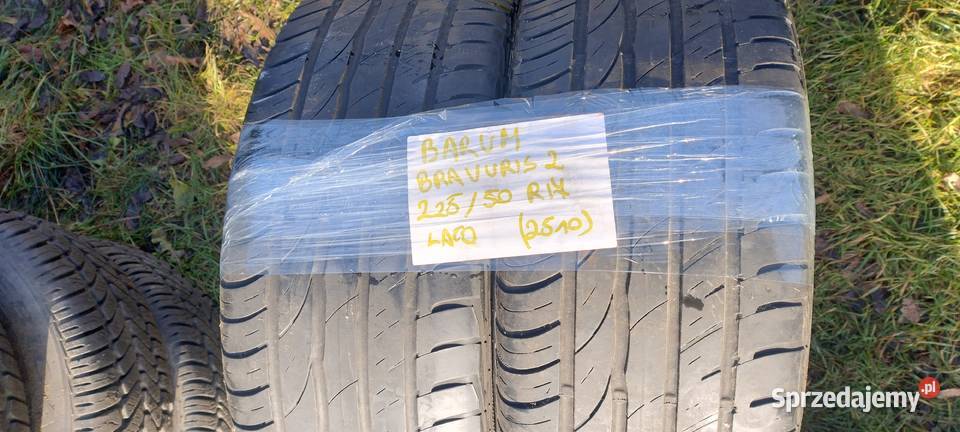 BARUM
BRAVURIS 2
225/50 R17
LATO (2510)
Sprzedajemy.pl